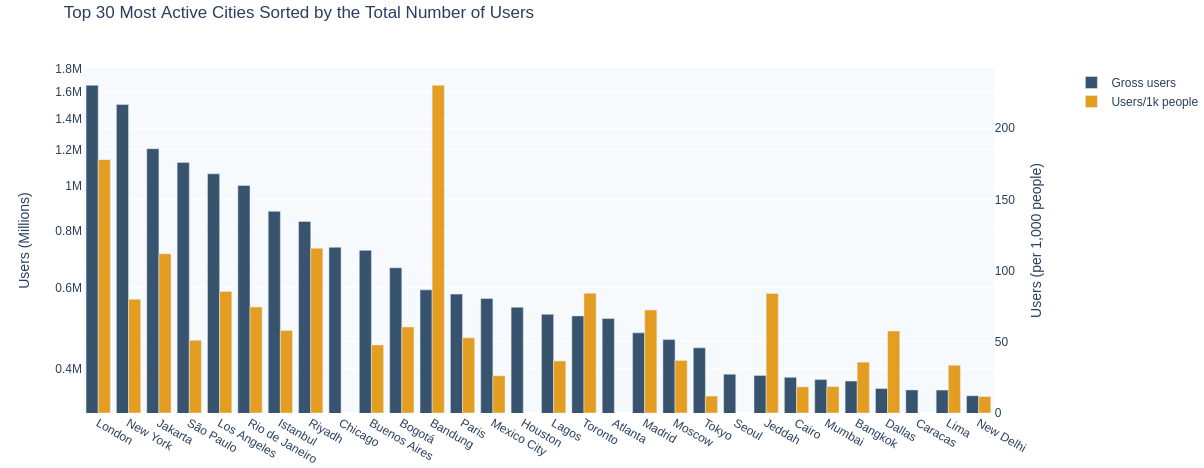 Top 30 Most Active Cities Sorted by the Total Number of Users
Gross users
Users/1k people
1.8M
1.6M
1.4M
1.2M
1M
0.8M
0.6M
0.4M
Users (Millions)
200
150
100
50
0
Users (per 1,000 people)
London
New York
Jakarta
São Paulo
Los Angeles
Rio de Janeiro
Istanbul
Riyadh
Chicago
Buenos Aires
Bogotá
Bandung
Paris
Mexico City
Houston
Lagos
Toronto
Atlanta
Madrid
Moscow
Tokyo
Seoul
Jeddah
Cairo
Mumbai
Bangkok
Dallas
Caracas
Lima
New Delhi